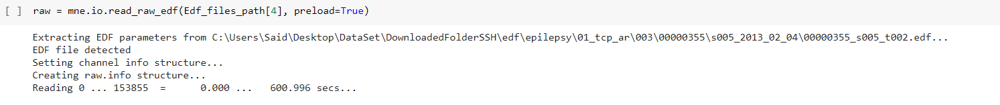 [ ] raw = mne.io.read_raw_edf(Edf_files_path[4], preload=True)
Extracting EDF parameters from C:\Users\Said\Desktop\DataSet\DownloadedFolderSSH\edf\epilepsy\01_tcp_ar\003\00000355\s005_2013_02_04\00000355_s005_t002.edf...
EDF file detected
Setting channel info structure...
Creating raw.info structure...
Reading 0 ... 153855  =      0.000 ...   600.996 secs...